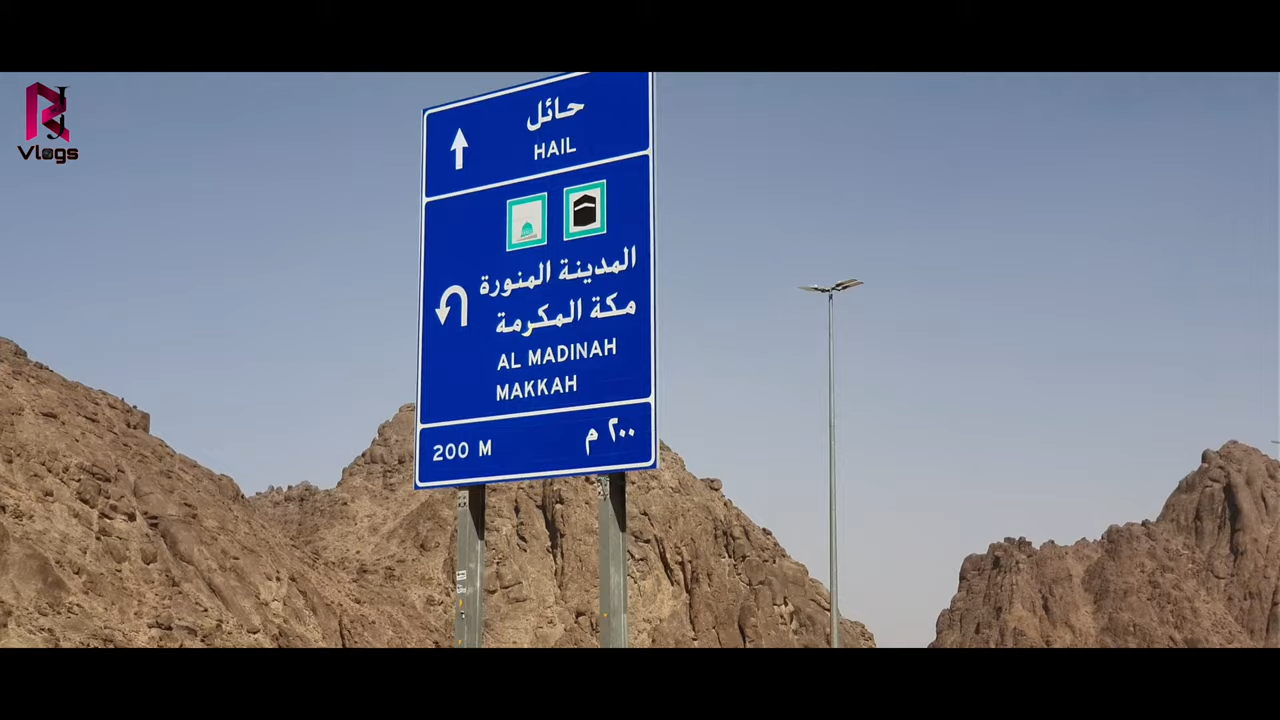 Vlogs
حائل
HAIL
المدينة المنورة
مكة المكرمة
AL MADINAH
MAKKAH
200 M
٢٠٠ م